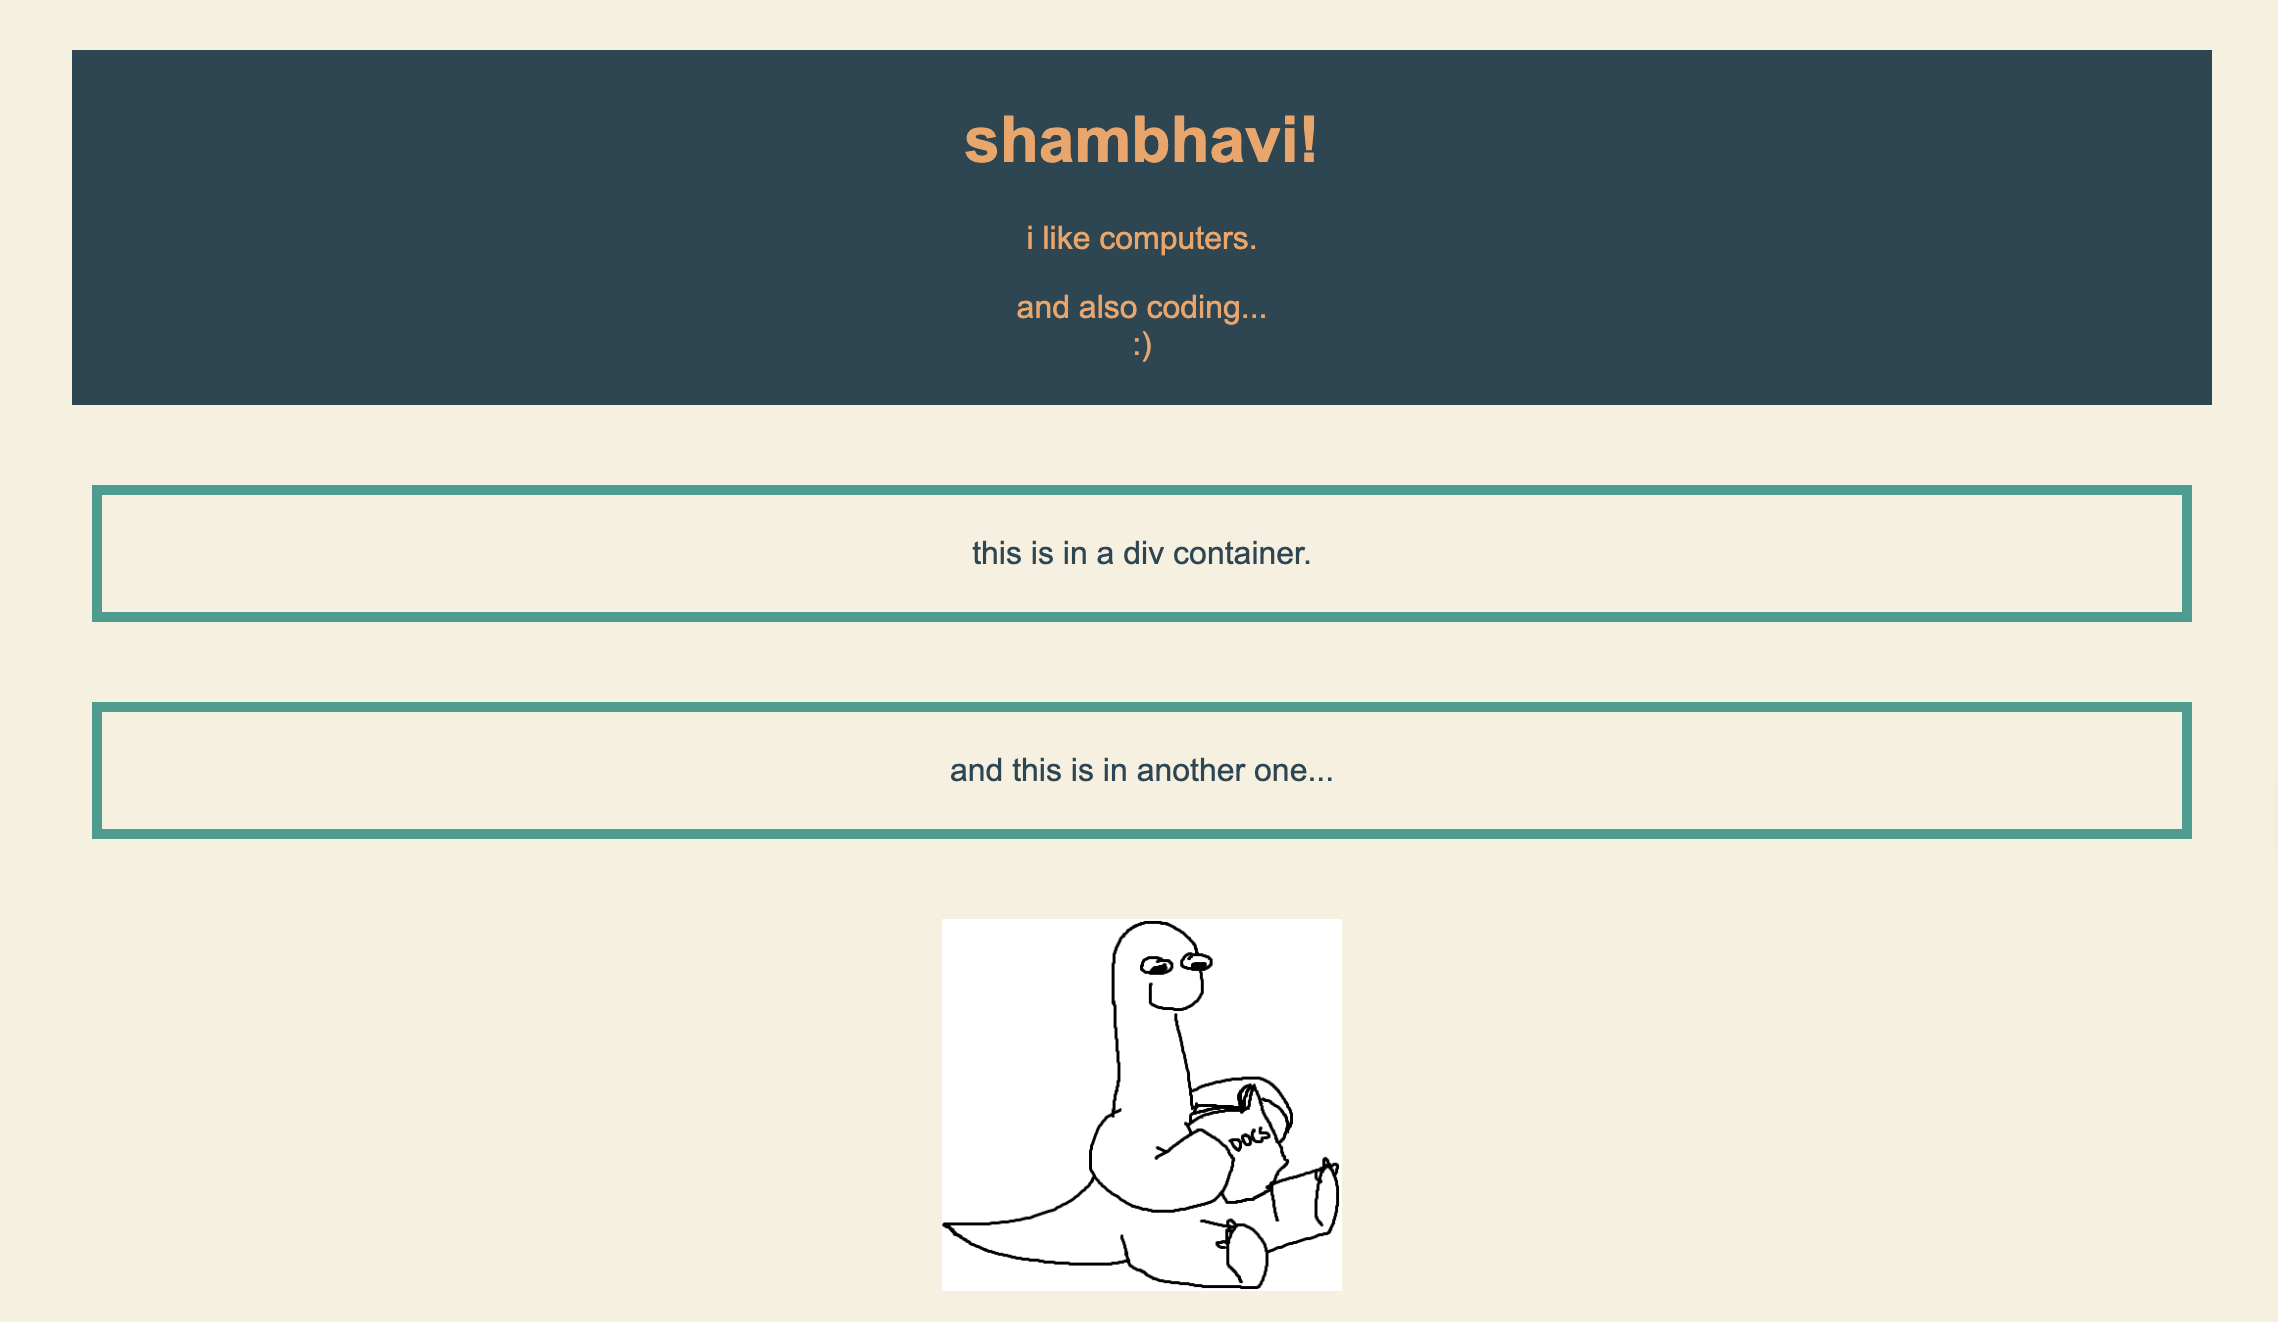 shambhavi!
i like computers.
and also coding...
:)
this is in a div container.
and this is in another one...
DOCS